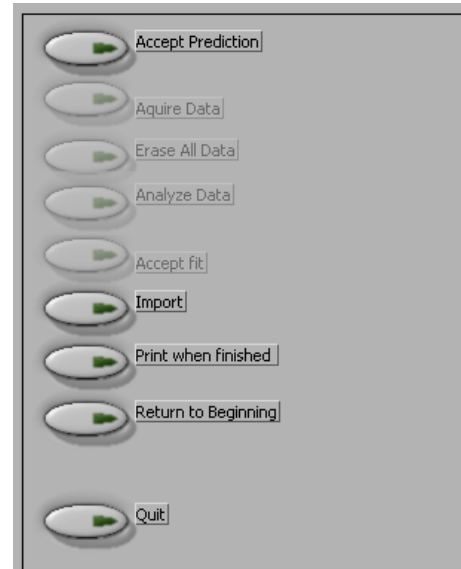 Accept Prediction
Aquire Data
Erase All Data
Analyze Data
Accept fit
Import
Print when finished
Return to Beginning
Quit